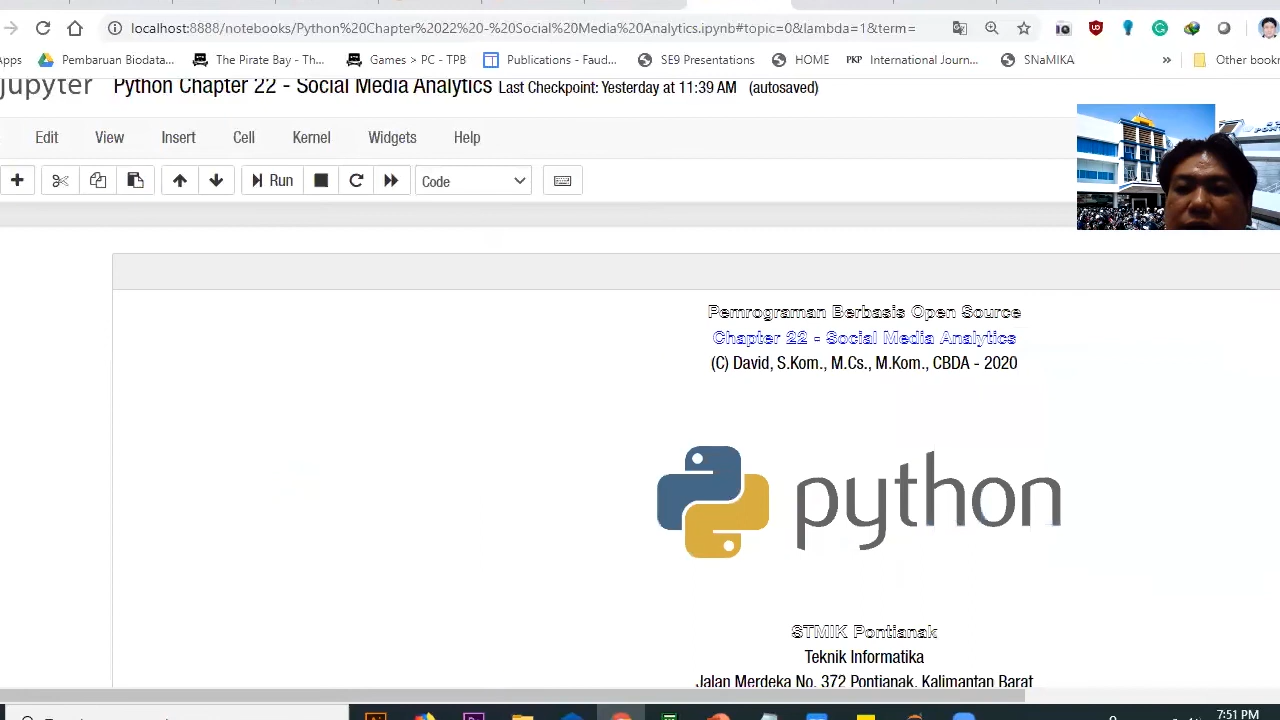 localhost:8888/notebooks/Python%20Chapter%2022%20-%20Social%20Media%20Analytics.ipynb#topic=0&lambda=1&term=
Apps Pembaruan Biodata... The Pirate Bay - Th... Games > PC - TPB Publications - Faud... SE9 Presentations HOME PKP International Journ... SNaMIKA » Other bookm
jupyter Python Chapter 22 - Social Media Analytics Last Checkpoint: Yesterday at 11:39 AM (autosaved)
Edit View Insert Cell Kernel Widgets Help
Run Code
Pemrograman Berbasis Open Source
Chapter 22 - Social Media Analytics
(C) David, S.Kom., M.Cs., M.Kom., CBDA - 2020
python
STMIK Pontianak
Teknik Informatika
Jalan Merdeka No. 372 Pontianak, Kalimantan Barat
7:51 PM